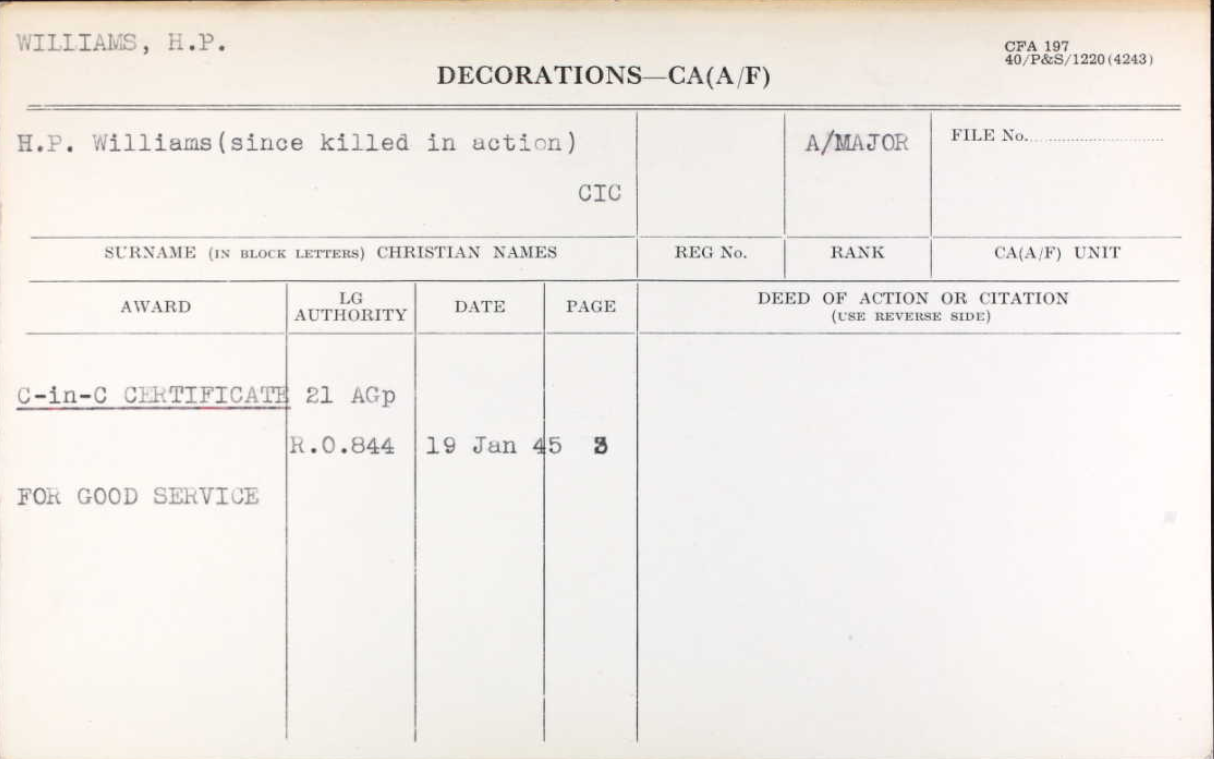 WILLIAMS, H.P.
CFA 197
40/P&S/1220(4243)
DECORATIONS—CA(A/F)
H.P. Williams(since killed in action)
A/MAJOR
FILE No.
CIC
SURNAME (IN BLOCK LETTERS) CHRISTIAN NAMES
REG No.
RANK
CA(A/F) UNIT
AWARD
LG
AUTHORITY
DATE
PAGE
DEED OF ACTION OR CITATION
(USE REVERSE SIDE)
C-in-C CERTIFICATE 21 AGp
R.O.844 19 Jan 45 3
FOR GOOD SERVICE